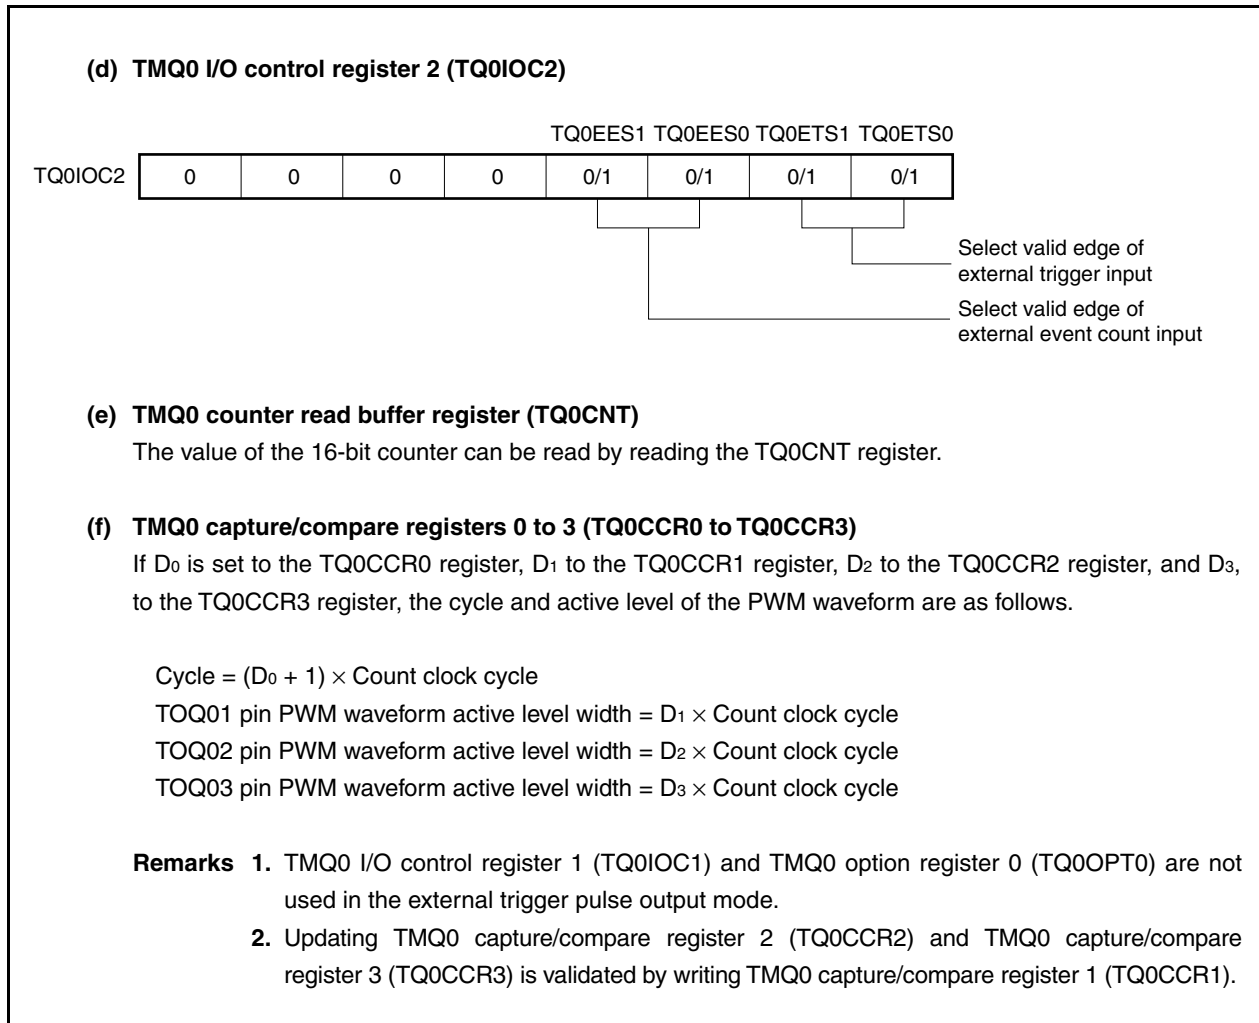 (d) TMQ0 I/O control register 2 (TQ0IOC2)
TQ0EES1 TQ0EES0 TQ0ETS1 TQ0ETS0
TQ0IOC2 0 0 0 0 0/1 0/1 0/1 0/1
Select valid edge of
external trigger input
Select valid edge of
external event count input
(e) TMQ0 counter read buffer register (TQ0CNT)
The value of the 16-bit counter can be read by reading the TQ0CNT register.
(f) TMQ0 capture/compare registers 0 to 3 (TQ0CCR0 to TQ0CCR3)
If D0 is set to the TQ0CCR0 register, D1 to the TQ0CCR1 register, D2 to the TQ0CCR2 register, and D3,
to the TQ0CCR3 register, the cycle and active level of the PWM waveform are as follows.
Cycle = (D0 + 1) × Count clock cycle
TOQ01 pin PWM waveform active level width = D1 × Count clock cycle
TOQ02 pin PWM waveform active level width = D2 × Count clock cycle
TOQ03 pin PWM waveform active level width = D3 × Count clock cycle
Remarks 1. TMQ0 I/O control register 1 (TQ0IOC1) and TMQ0 option register 0 (TQ0OPT0) are not
used in the external trigger pulse output mode.
2. Updating TMQ0 capture/compare register 2 (TQ0CCR2) and TMQ0 capture/compare
register 3 (TQ0CCR3) is validated by writing TMQ0 capture/compare register 1 (TQ0CCR1).